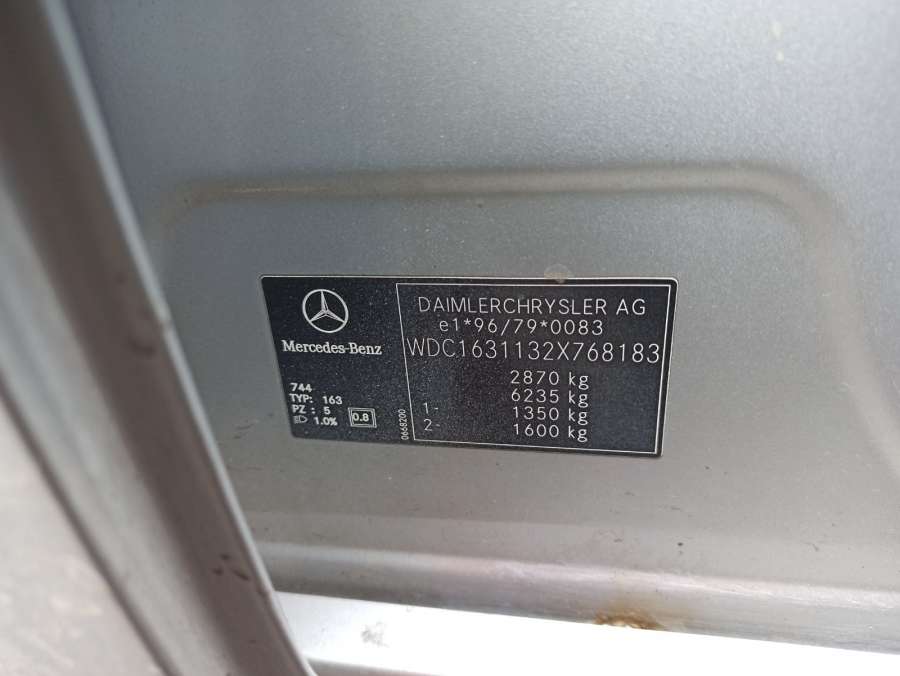 Mercedes-Benz
744
TYP: 163
PZ : 5
1.0%
0.8
0668200
DAIMLERCHRYSLER AG
e1*96/79*0083
WDC1631132X768183
2870 kg
6235 kg
1- 1350 kg
2- 1600 kg